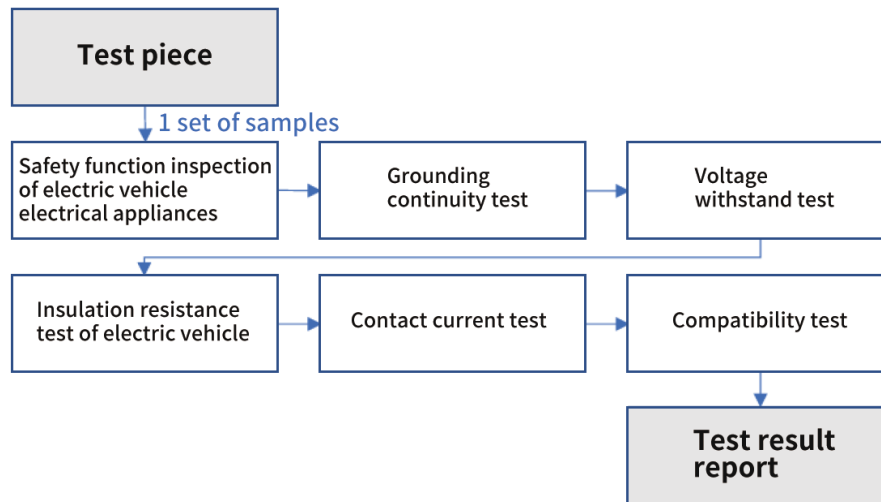 Test piece
1 set of samples
Safety function inspection
of electric vehicle
electrical appliances
Grounding
continuity test
Voltage
withstand test
Insulation resistance
test of electric vehicle
Contact current test
Compatibility test
Test result
report